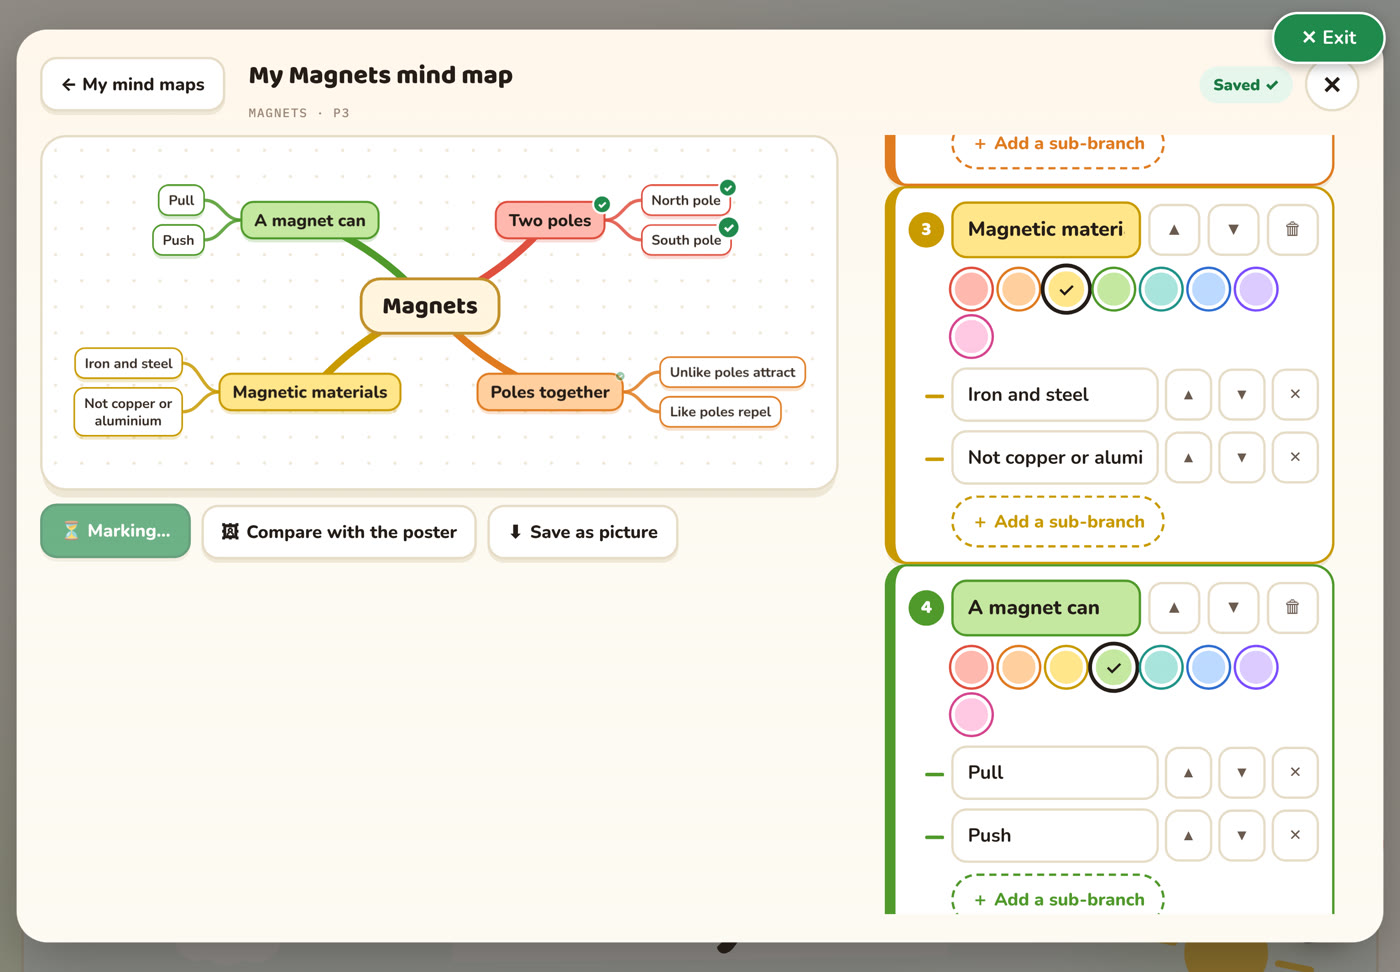 ✕ Exit
← My mind maps
My Magnets mind map
MAGNETS · P3
Saved ✓
✕
Pull
Push
A magnet can
Two poles
North pole
South pole
Magnets
Iron and steel
Not copper or
aluminium
Magnetic materials
Poles together
Unlike poles attract
Like poles repel
Marking...
Compare with the poster
Save as picture
+ Add a sub-branch
3
Magnetic materi
Iron and steel
Not copper or alumi
+ Add a sub-branch
4
A magnet can
Pull
Push
+ Add a sub-branch